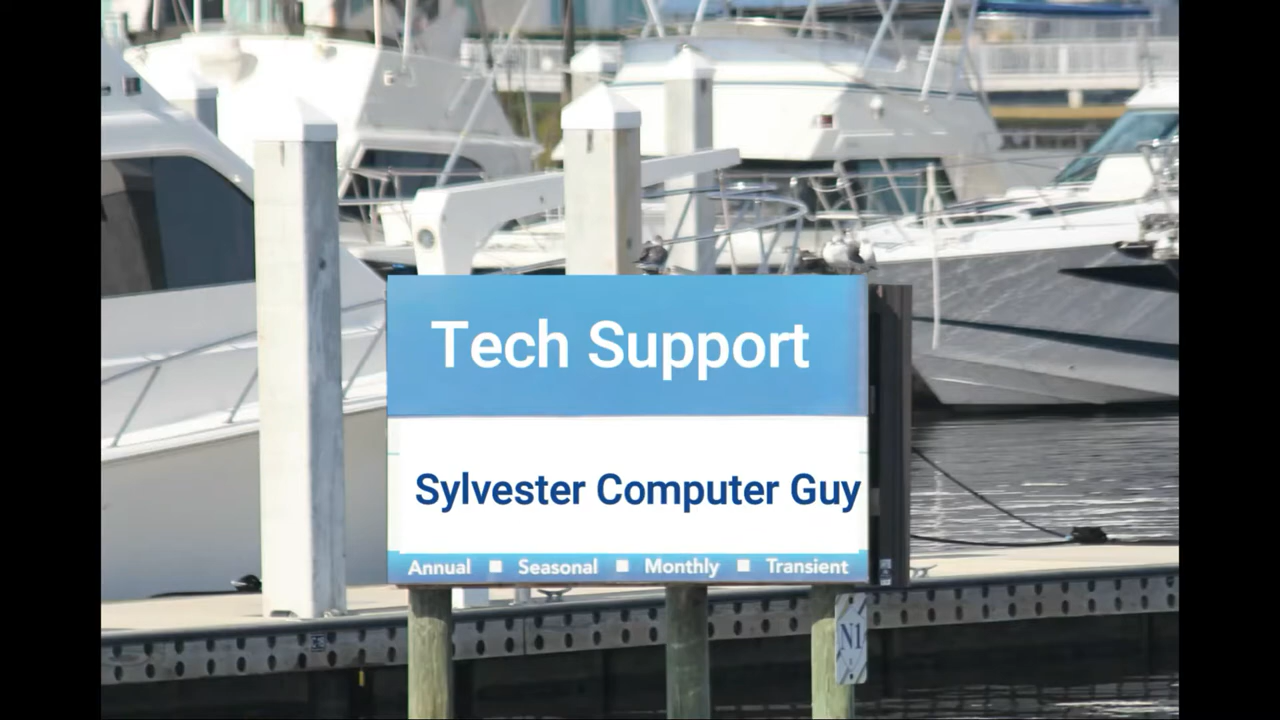 Tech Support
Sylvester Computer Guy
Annual ■ Seasonal ■ Monthly ■ Transient
N1